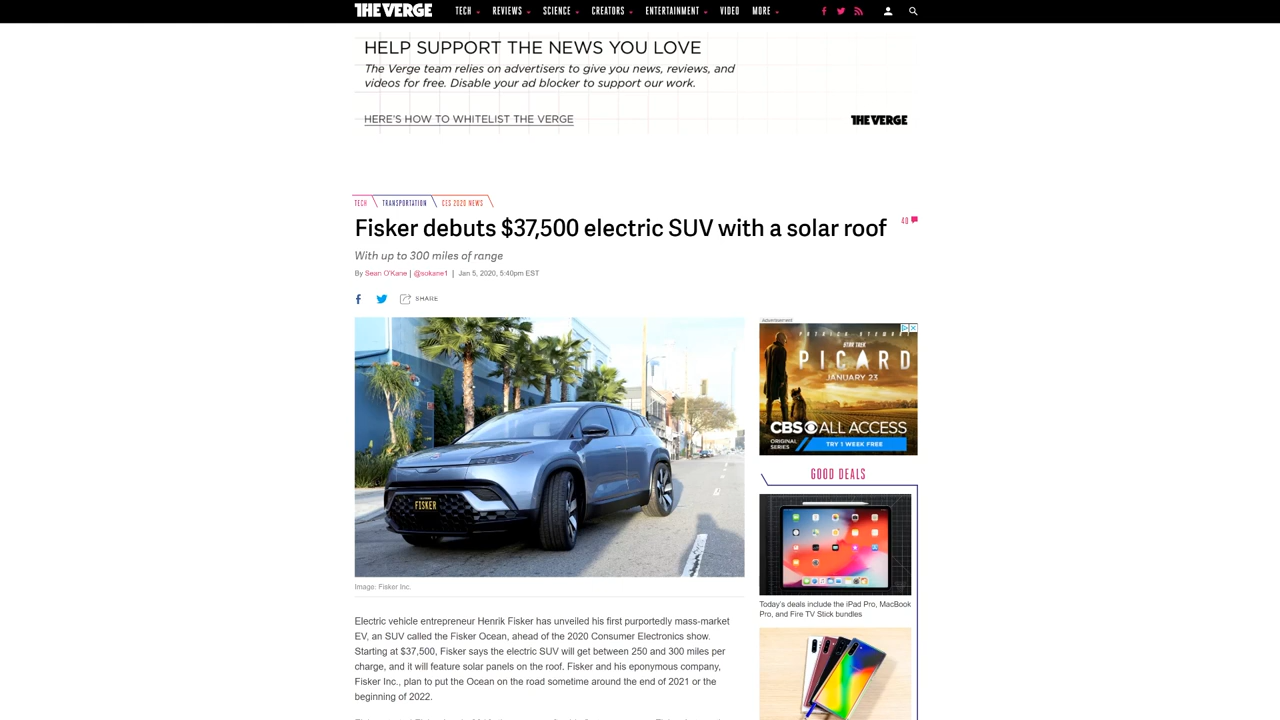 THE VERGE
TECH REVIEWS SCIENCE CREATORS ENTERTAINMENT VIDEO MORE
HELP SUPPORT THE NEWS YOU LOVE
The Verge team relies on advertisers to give you news, reviews, and
videos for free. Disable your ad blocker to support our work.
HERE'S HOW TO WHITELIST THE VERGE
THE VERGE
TECH TRANSPORTATION CES 2020 NEWS
Fisker debuts $37,500 electric SUV with a solar roof
40
With up to 300 miles of range
By Sean O'Kane | @sokane1 | Jan 5, 2020, 5:40pm EST
SHARE
FISKER
Image: Fisker Inc.
Electric vehicle entrepreneur Henrik Fisker has unveiled his first purportedly mass-market
EV, an SUV called the Fisker Ocean, ahead of the 2020 Consumer Electronics show.
Starting at $37,500, Fisker says the electric SUV will get between 250 and 300 miles per
charge, and it will feature solar panels on the roof. Fisker and his eponymous company,
Fisker Inc., plan to put the Ocean on the road sometime around the end of 2021 or the
beginning of 2022.
Advertisement
PATRICK STEWART
STAR TREK
PICARD
JANUARY 23
CBS ALL ACCESS
ORIGINAL
SERIES
TRY 1 WEEK FREE
GOOD DEALS
Today's deals include the iPad Pro, MacBook
Pro, and Fire TV Stick bundles